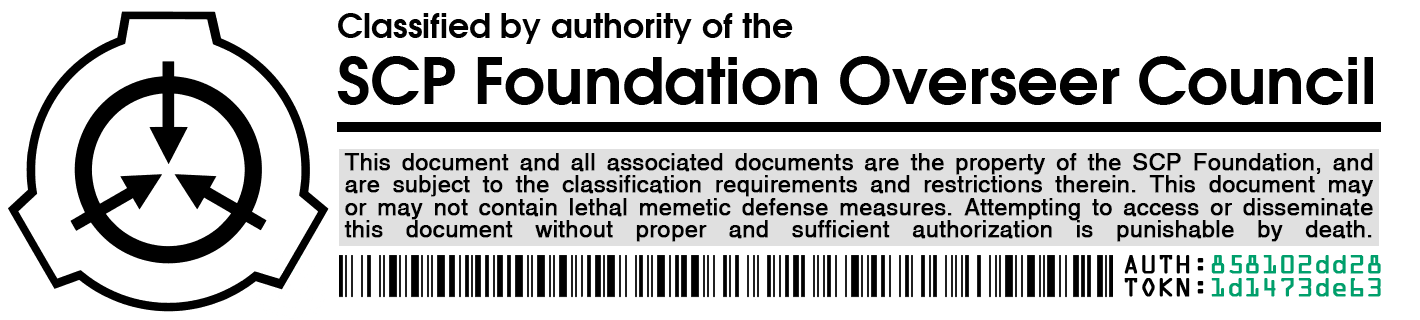 Classified by authority of the
SCP Foundation Overseer Council
This document and all associated documents are the property of the SCP Foundation, and
are subject to the classification requirements and restrictions therein. This document may
or may not contain lethal memetic defense measures. Attempting to access or disseminate
this document without proper and sufficient authorization is punishable by death.
AUTH:858102dd28
TOKN:1d1473de63